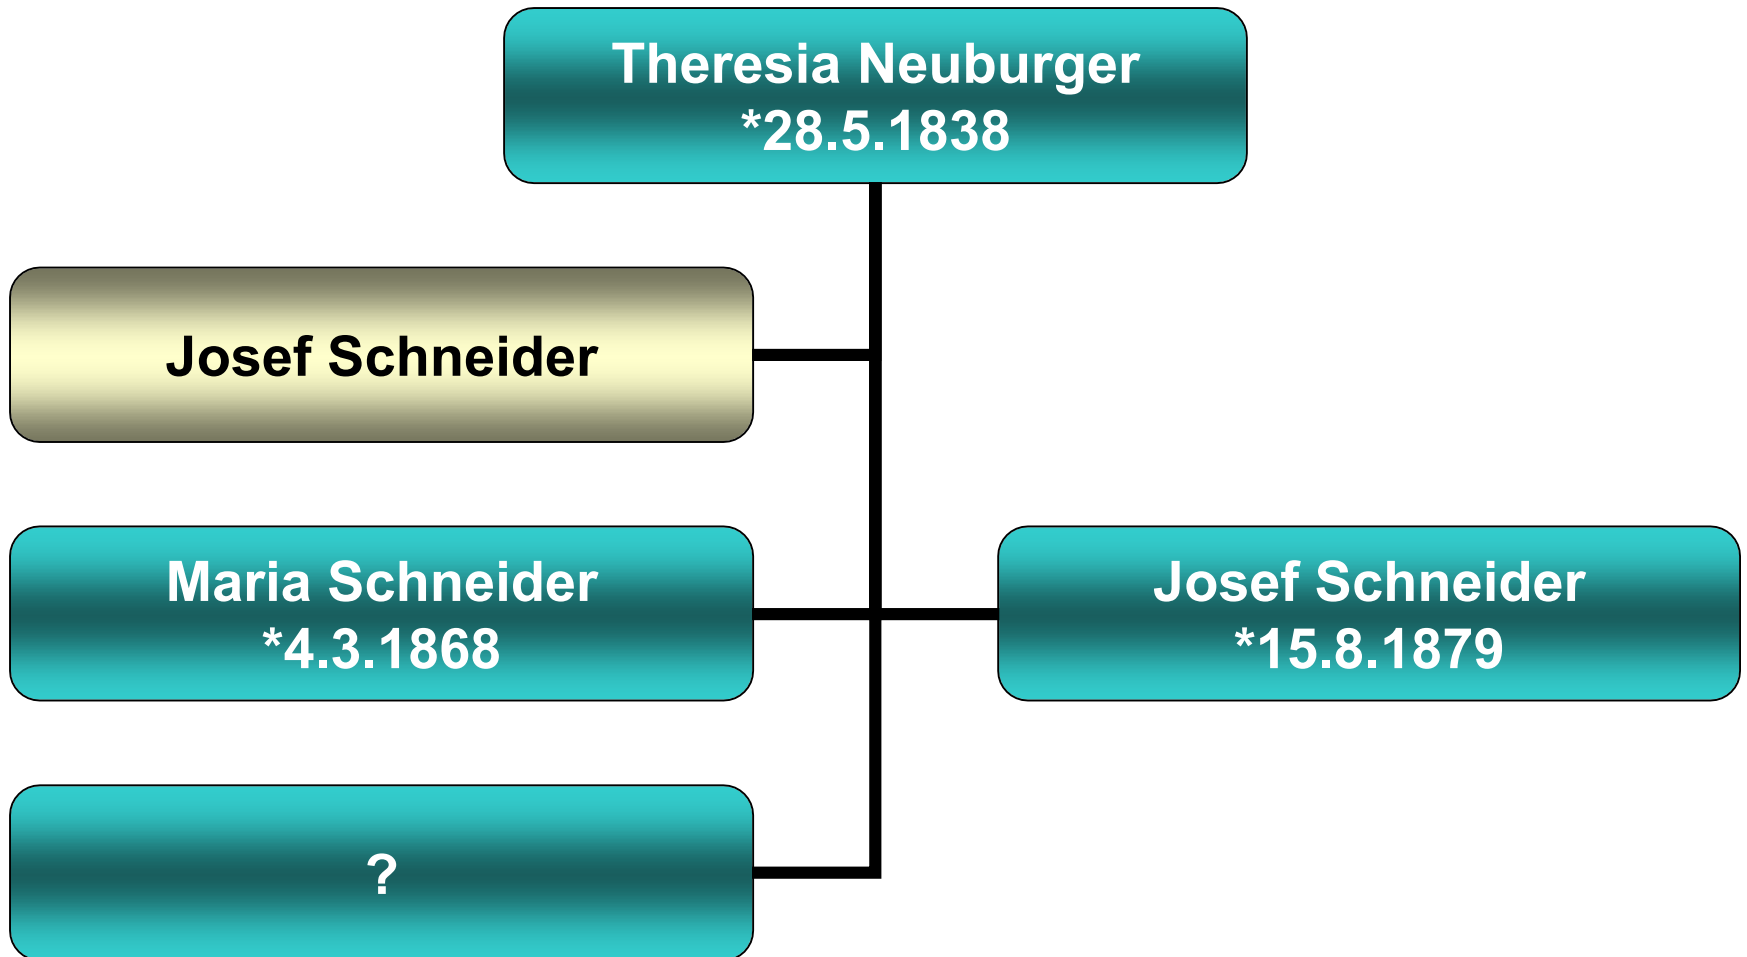 Theresia Neuburger
*28.5.1838
Josef Schneider
Maria Schneider
*4.3.1868
Josef Schneider
*15.8.1879
?